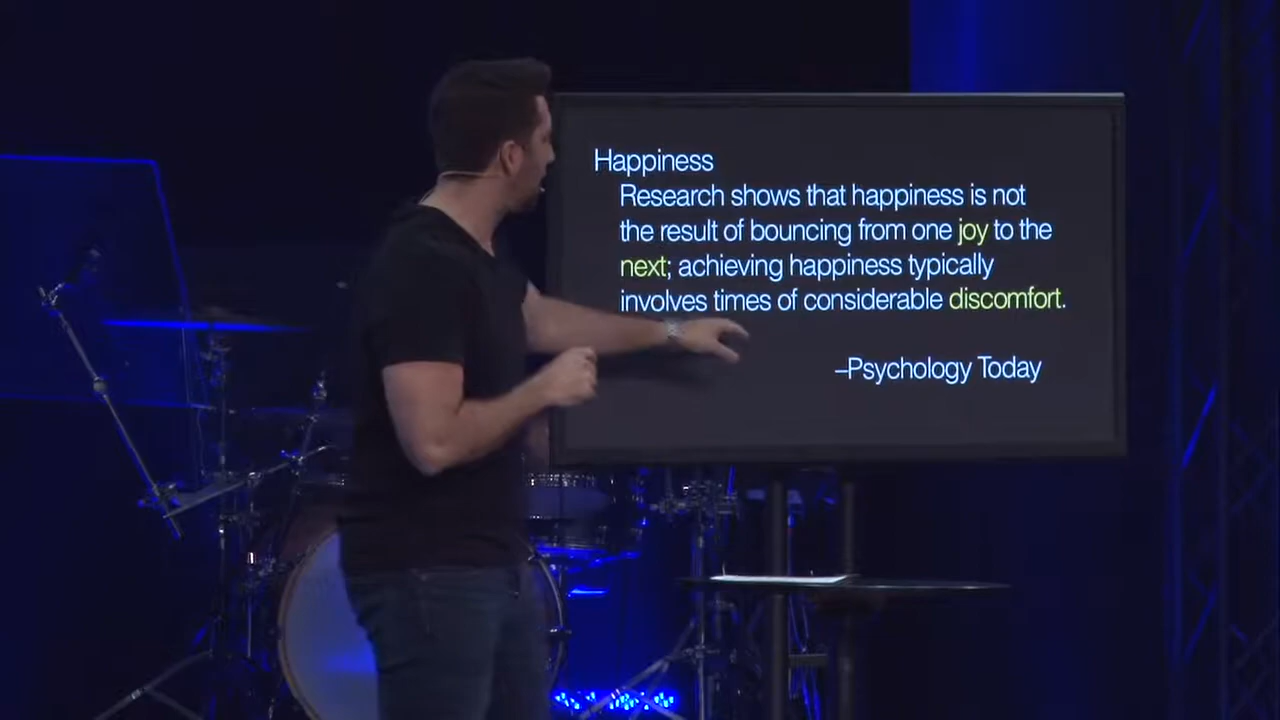 Happiness
Research shows that happiness is not
the result of bouncing from one joy to the
next; achieving happiness typically
involves times of considerable discomfort.
–Psychology Today